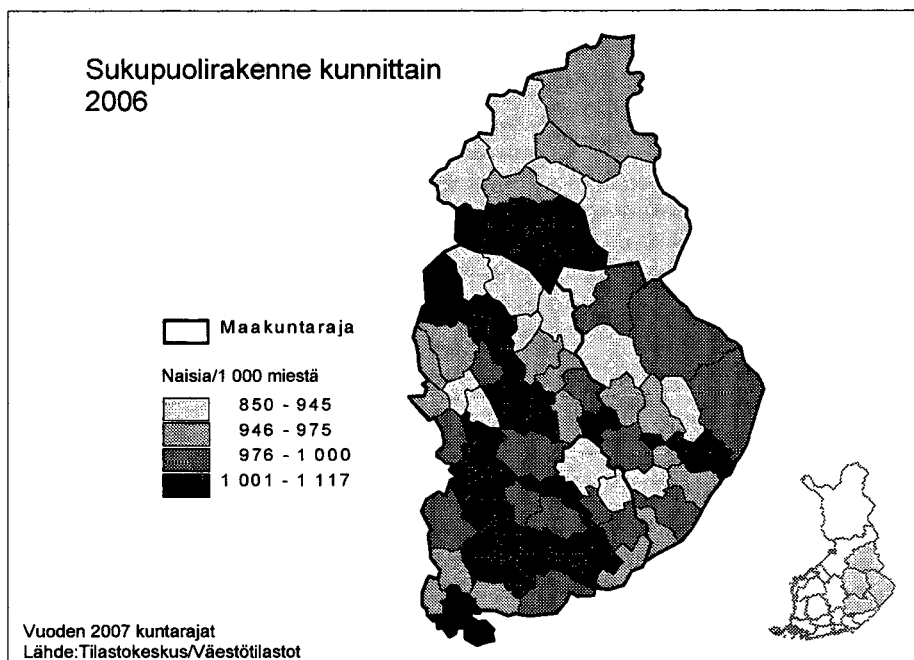 Sukupuolirakenne kunnittain
2006
Maakuntaraja
Naisia/1 000 miestä
850 - 945
946 - 975
976 - 1 000
1 001 - 1 117
Vuoden 2007 kuntarajat
Lähde:Tilastokeskus/Väestötilastot